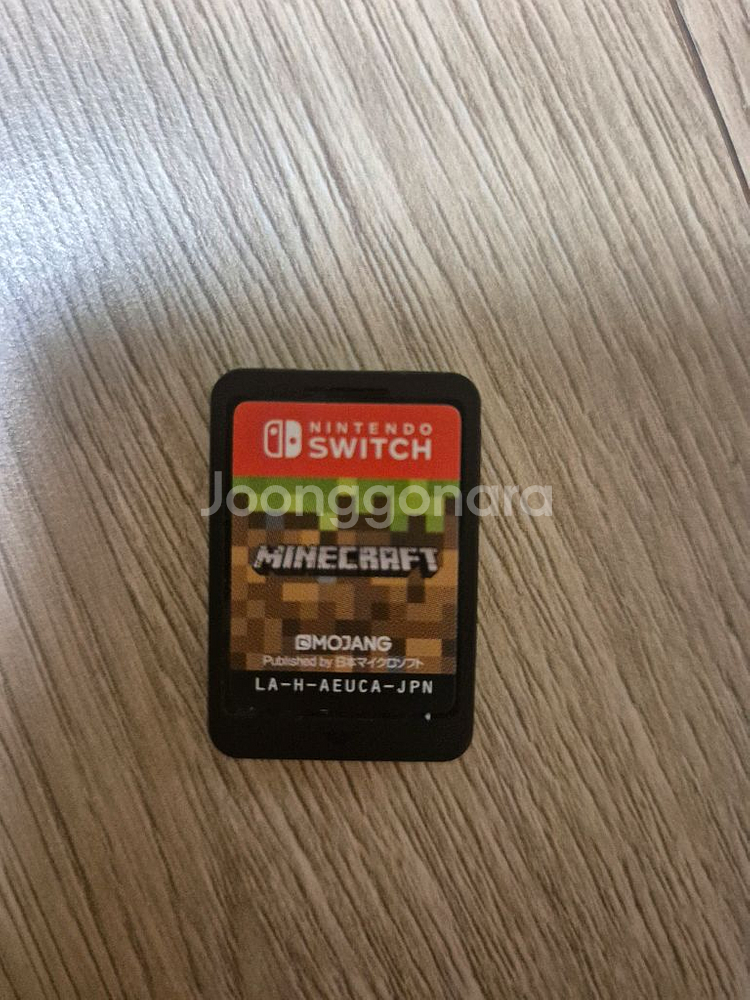 NINTENDO
SWITCH
Joonggonara
MINECRAFT
MOJANG
Published by 日本マイクロソフト
LA-H-AEUCA-JPN